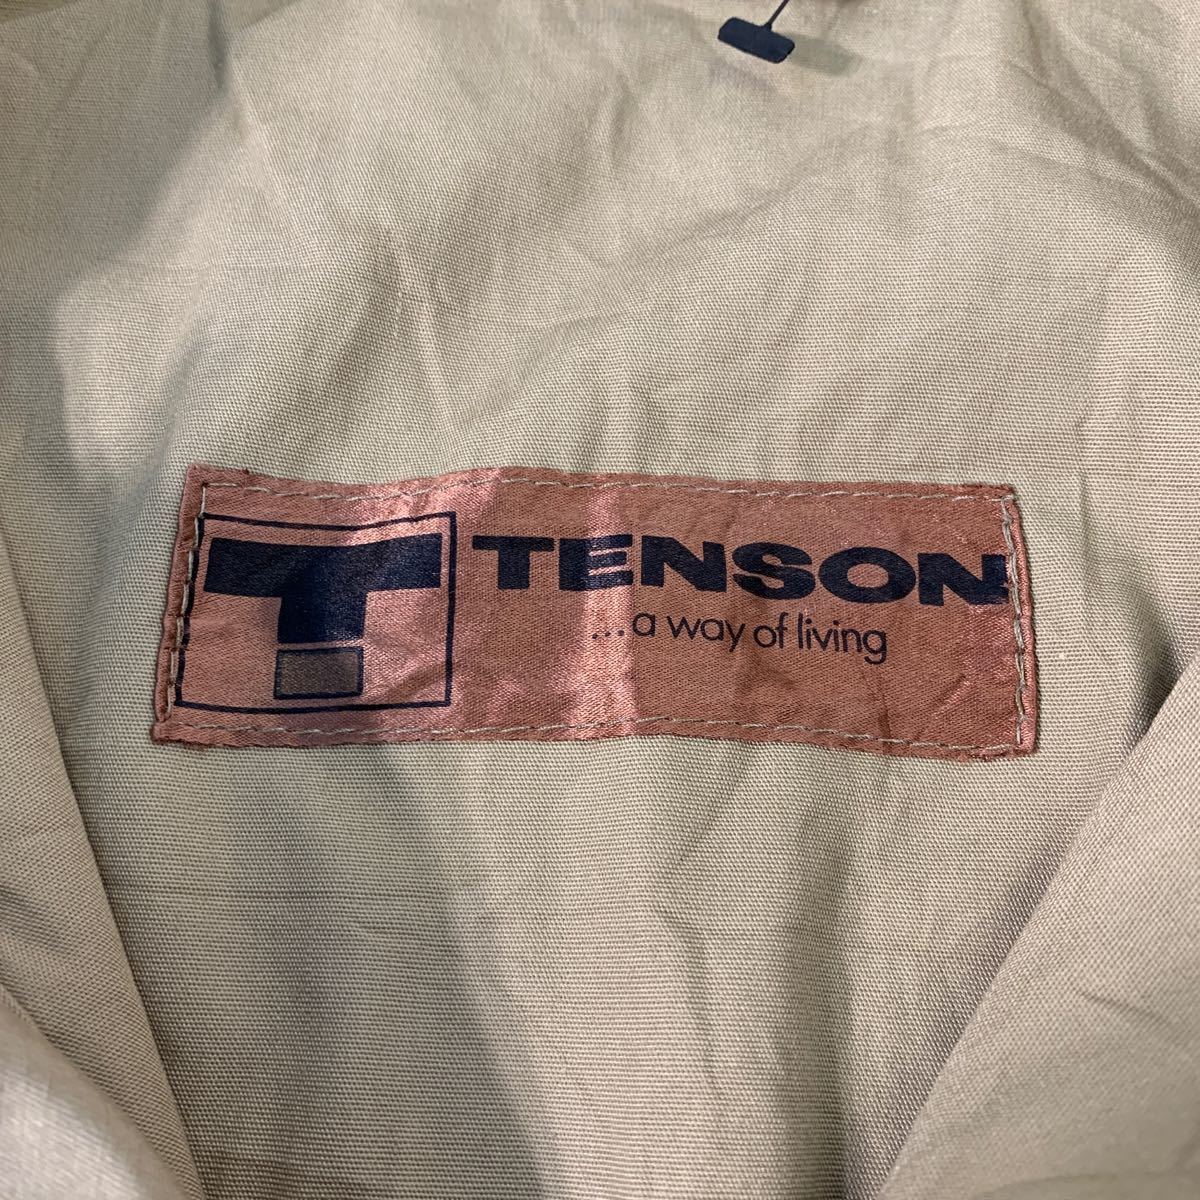 T TENSON
...a way of living